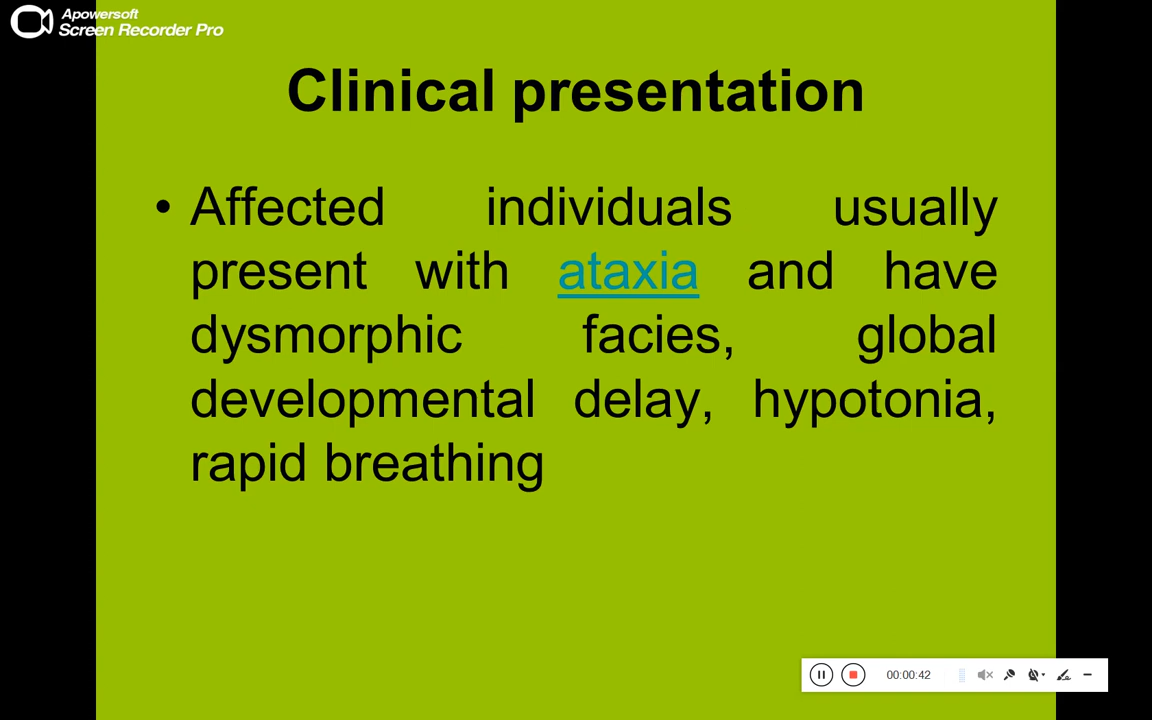 Apowersoft
Screen Recorder Pro
Clinical presentation
• Affected individuals usually
present with ataxia and have
dysmorphic facies, global
developmental delay, hypotonia,
rapid breathing
00:00:42